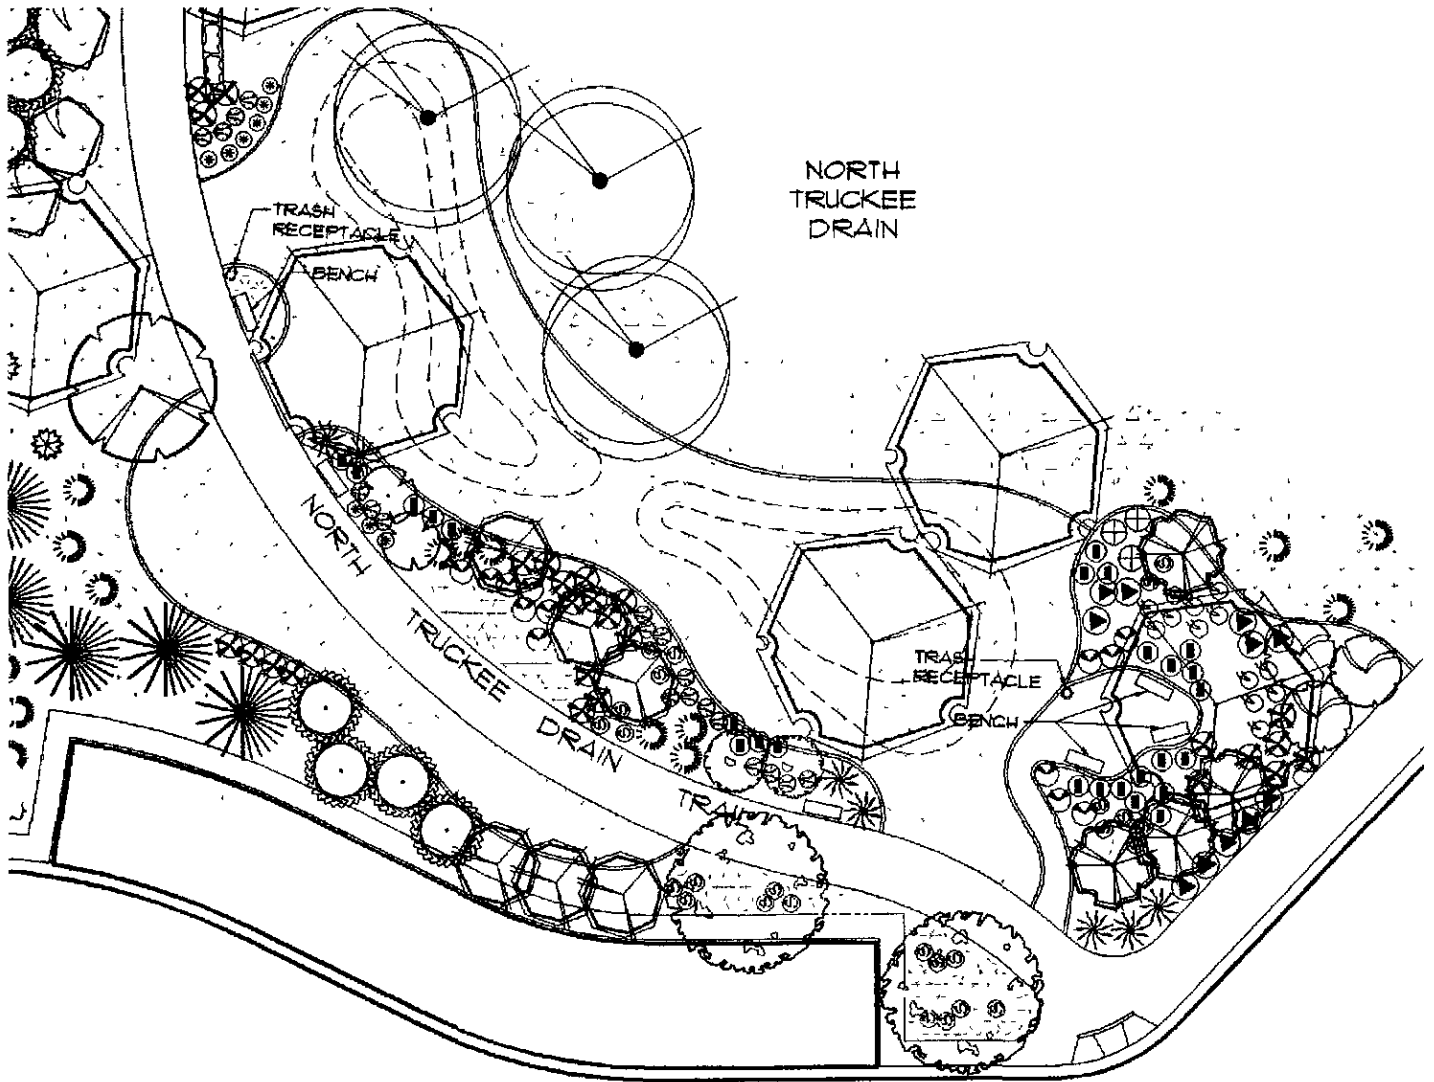 NORTH
TRUCKEE
DRAIN
TRASH
RECEPTACLE
BENCH
NORTH TRUCKEE DRAIN TRAIL
TRASH
RECEPTACLE
BENCH